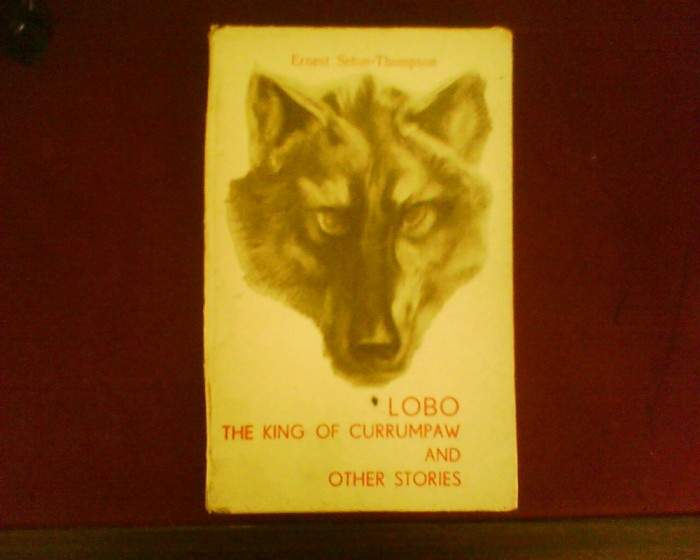 Ernest Seton-Thompson
LOBO
THE KING OF CURRUMPAW
AND
OTHER STORIES